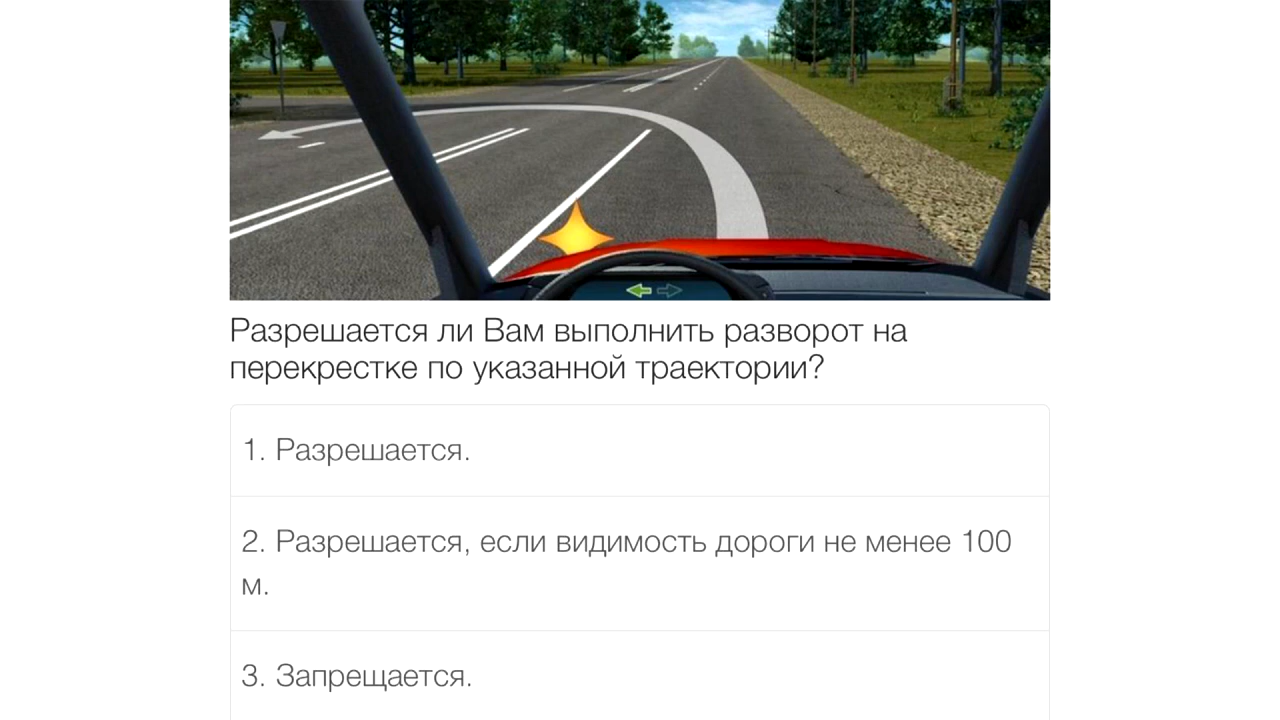 Разрешается ли Вам выполнить разворот на
перекрестке по указанной траектории?
1. Разрешается.
2. Разрешается, если видимость дороги не менее 100
м.
3. Запрещается.